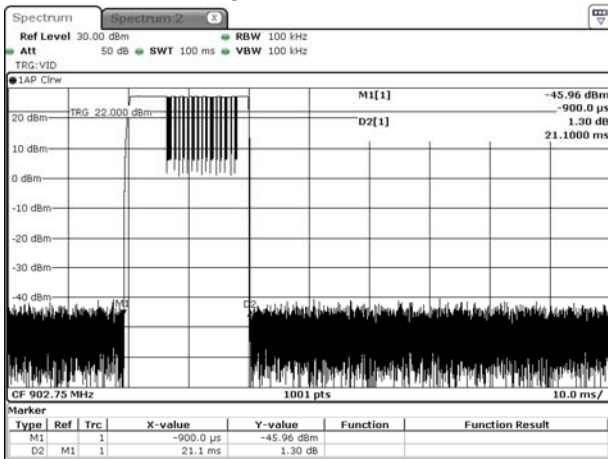 Spectrum Spectrum 2 X
Ref Level 30.00 dBm RBW 100 kHz
Att 50 dB SWT 100 ms VBW 100 kHz
TRG:VID
1AP Clrw
M1[1] -45.96 dBm
-900.0 µs
TRG 22.000 dBm
20 dBm
D2[1] 1.30 dB
21.1000 ms
10 dBm
0 dBm
-10 dBm
-20 dBm
-30 dBm
-40 dBm
M1 D2
CF 902.75 MHz 1001 pts 10.0 ms/
Marker
Type Ref Trc X-value Y-value Function Function Result
M1 1 -900.0 µs -45.96 dBm
D2 M1 1 21.1 ms 1.30 dB